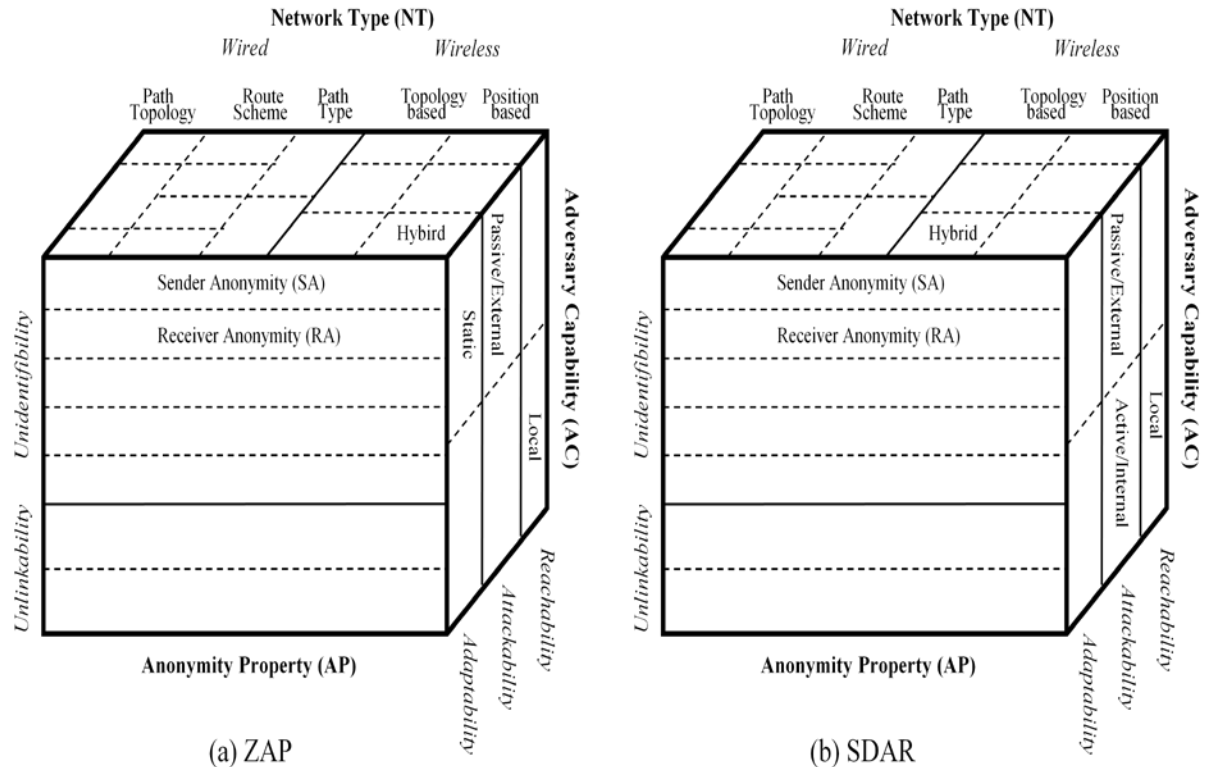 Network Type (NT)
Wired
Wireless
Path
Topology
Route
Scheme
Path
Type
Topology
based
Position
based
Hybird
Sender Anonymity (SA)
Receiver Anonymity (RA)
Unidentifibility
Unlinkability
Static
Passive/External
Local
Adversary Capability (AC)
Reachability
Attackability
Adaptability
Anonymity Property (AP)
(a) ZAP
Network Type (NT)
Wired
Wireless
Path
Topology
Route
Scheme
Path
Type
Topology
based
Position
based
Hybrid
Sender Anonymity (SA)
Receiver Anonymity (RA)
Unidentifibility
Unlinkability
Passive/External
Active/Internal
Local
Adversary Capability (AC)
Reachability
Attackability
Adaptability
Anonymity Property (AP)
(b) SDAR